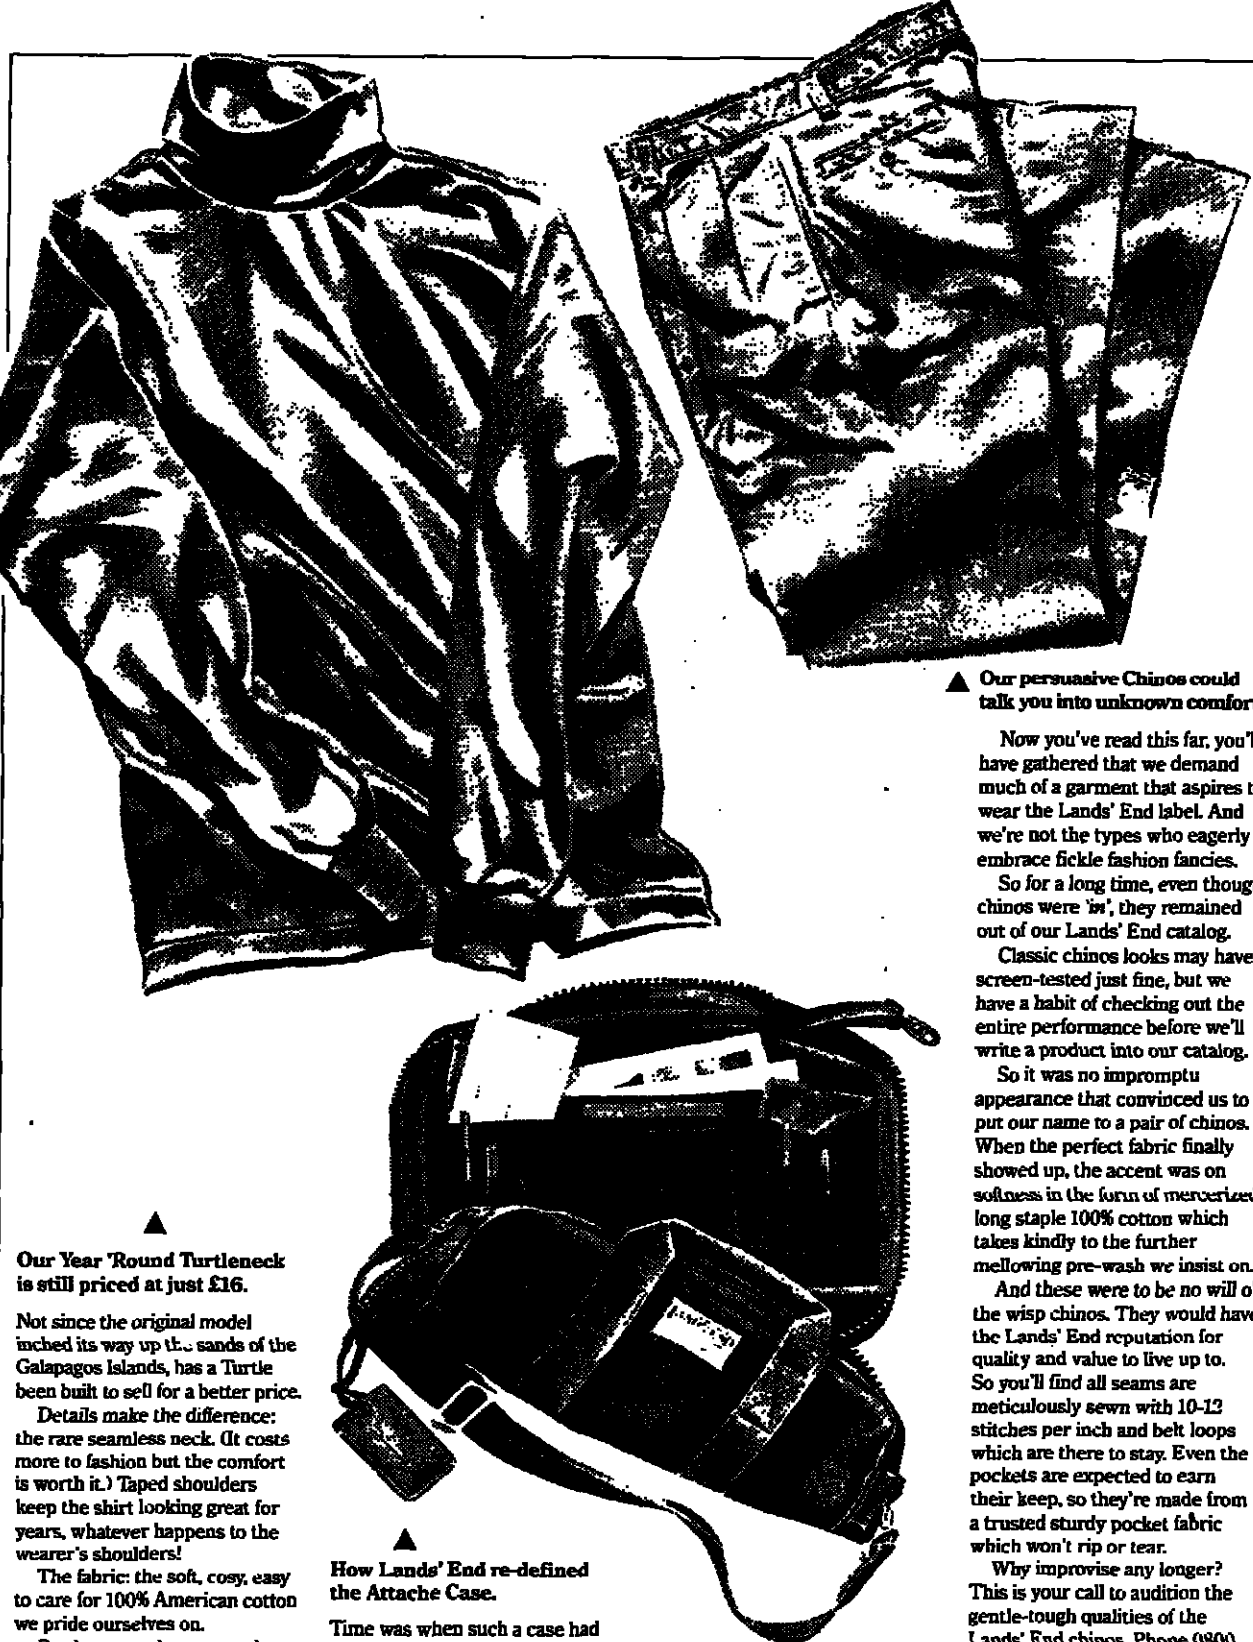 Our Year 'Round Turtleneck
is still priced at just £16.
Not since the original model
inched its way up the sands of the
Galapagos Islands, has a Turtle
been built to sell for a better price.
Details make the difference:
the rare seamless neck. (It costs
more to fashion but the comfort
is worth it.) Taped shoulders
keep the shirt looking great for
years, whatever happens to the
wearer's shoulders!
The fabric: the soft, cosy, easy
to care for 100% American cotton
we pride ourselves on.
How Lands' End re-defined
the Attache Case.
Time was when such a case had
Our persuasive Chinos could
talk you into unknown comfor
Now you've read this far, you'l
have gathered that we demand
much of a garment that aspires t
wear the Lands' End label. And
we're not the types who eagerly
embrace fickle fashion fancies.
So for a long time, even thoug
chinos were 'in', they remained
out of our Lands' End catalog.
Classic chinos looks may have
screen-tested just fine, but we
have a habit of checking out the
entire performance before we'll
write a product into our catalog.
So it was no impromptu
appearance that convinced us to
put our name to a pair of chinos.
When the perfect fabric finally
showed up, the accent was on
softness in the form of mercerized
long staple 100% cotton which
takes kindly to the further
mellowing pre-wash we insist on.
And these were to be no will o
the wisp chinos. They would have
the Lands' End reputation for
quality and value to live up to.
So you'll find all seams are
meticulously sewn with 10-12
stitches per inch and belt loops
which are there to stay. Even the
pockets are expected to earn
their keep, so they're made from
a trusted sturdy pocket fabric
which won't rip or tear.
Why improvise any longer?
This is your call to audition the
gentle-tough qualities of the
Lands' End chinos. Phone 0800